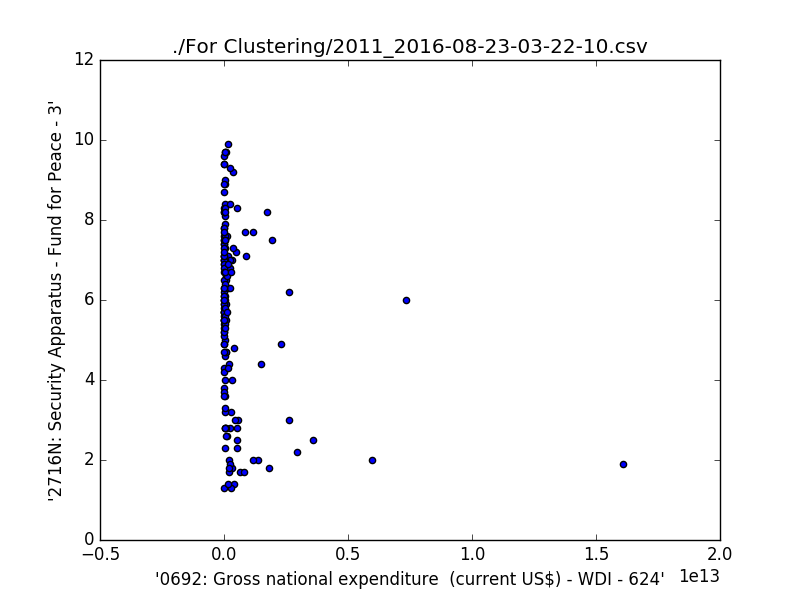 ./For Clustering/2011_2016-08-23-03-22-10.csv
'2716N: Security Apparatus - Fund for Peace - 3'
12
10
8
6
4
2
0
−0.5 0.0 0.5 1.0 1.5 2.0
1e13
'0692: Gross national expenditure  (current US$) - WDI - 624'